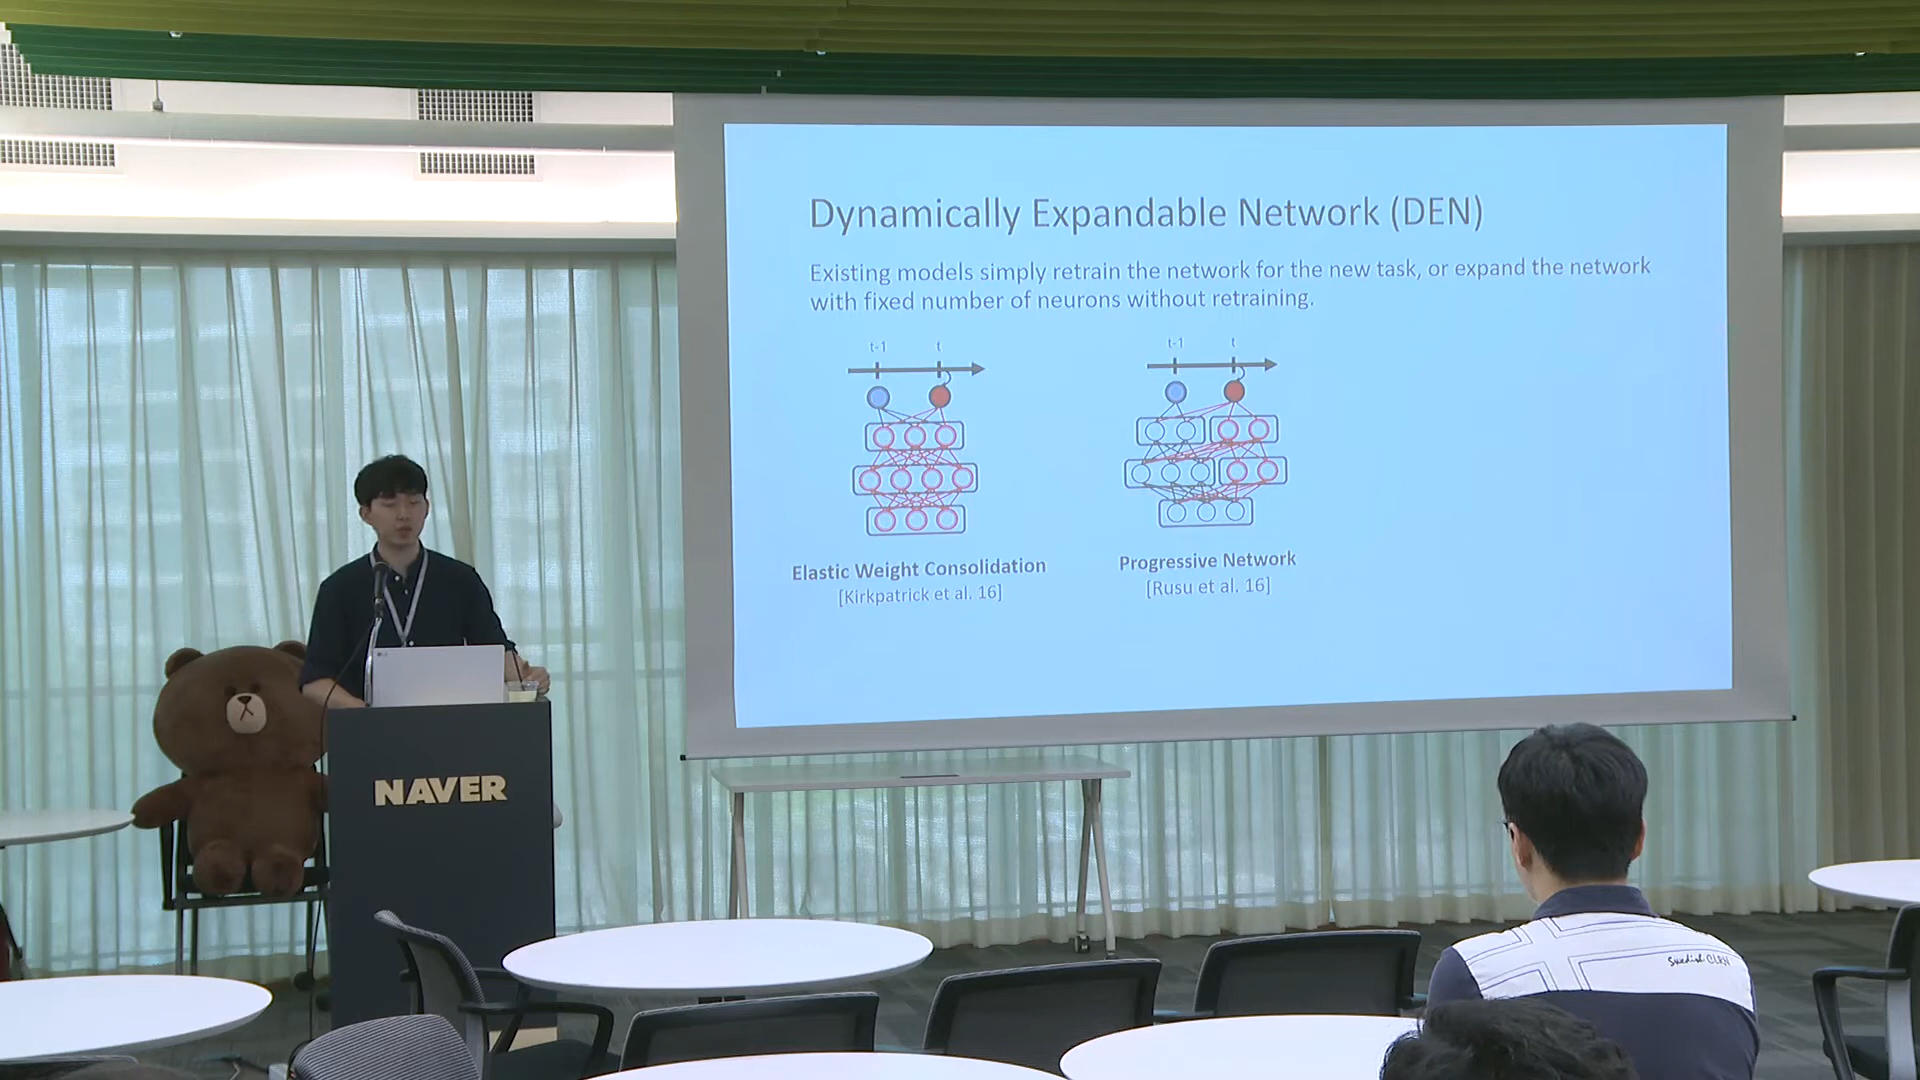 Dynamically Expandable Network (DEN)
Existing models simply retrain the network for the new task, or expand the network
with fixed number of neurons without retraining.
t-1 t
t-1 t
Elastic Weight Consolidation
[Kirkpatrick et al. 16]
Progressive Network
[Rusu et al. 16]
LG
NAVER